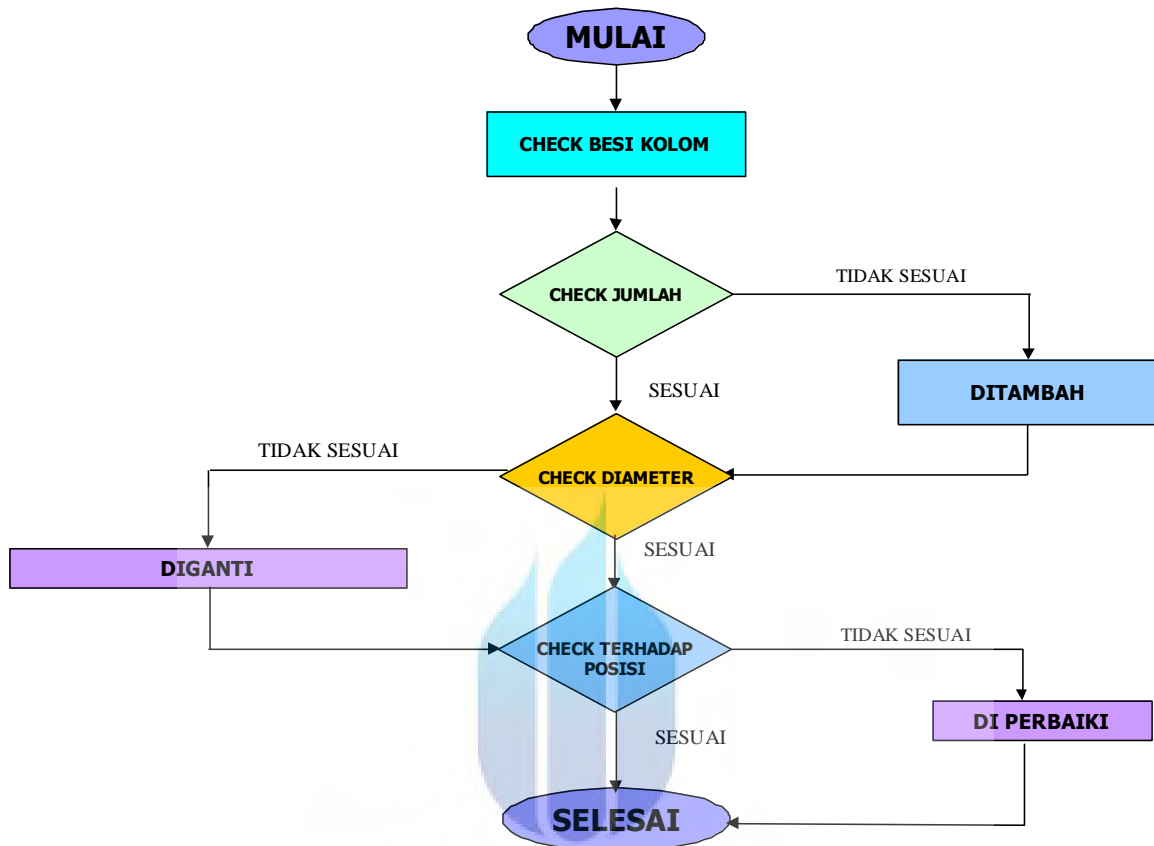 MULAI
CHECK BESI KOLOM
CHECK JUMLAH
TIDAK SESUAI
DITAMBAH
SESUAI
TIDAK SESUAI
CHECK DIAMETER
SESUAI
DIGANTI
CHECK TERHADAP
POSISI
TIDAK SESUAI
DI PERBAIKI
SESUAI
SELESAI